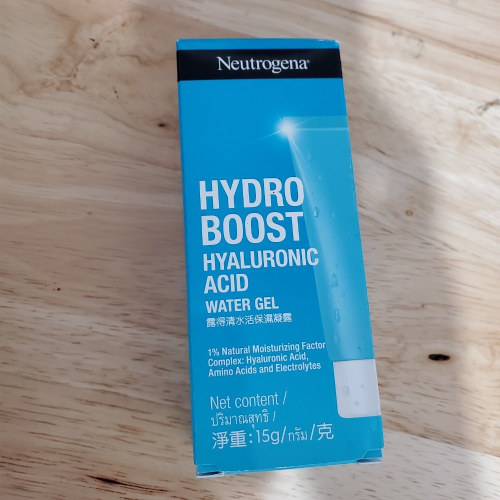 Neutrogena®
HYDRO
BOOST
HYALURONIC
ACID
WATER GEL
露得清水活保濕凝露
1% Natural Moisturizing Factor
Complex: Hyaluronic Acid,
Amino Acids and Electrolytes
Net content /
ปริมาณสุทธิ /
淨重: 15g/กรัม/克